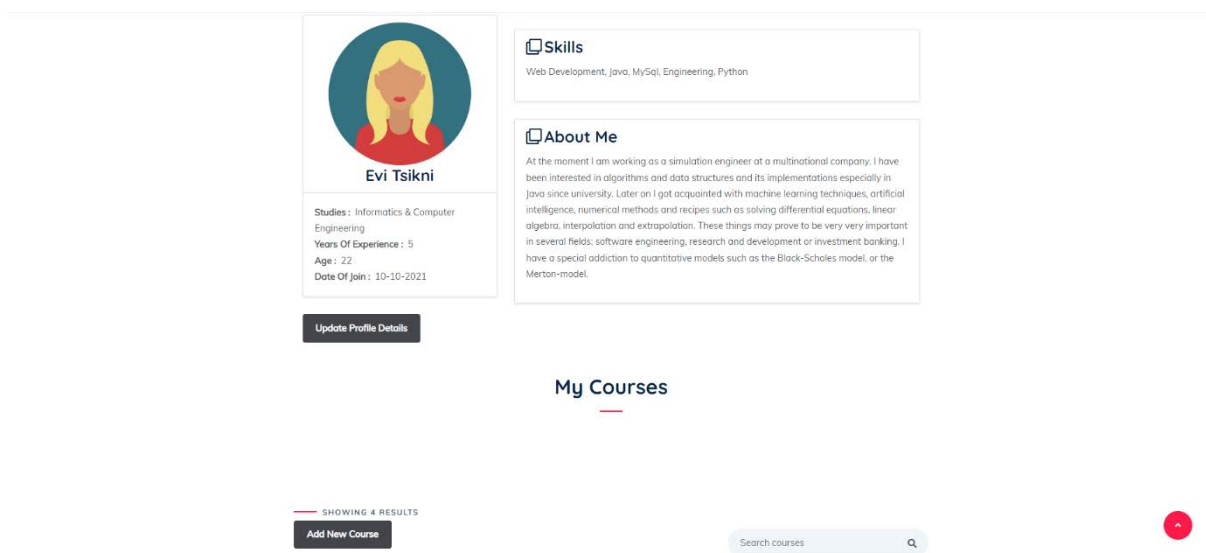 Evi Tsikni
Studies : Informatics & Computer
Engineering
Years Of Experience : 5
Age : 22
Date Of Join : 10-10-2021
Update Profile Details
Skills
Web Development, Java, MySql, Engineering, Python
About Me
At the moment I am working as a simulation engineer at a multinational company. I have
been interested in algorithms and data structures and its implementations especially in
Java since university. Later on I got acquainted with machine learning techniques, artificial
intelligence, numerical methods and recipes such as solving differential equations, linear
algebra, interpolation and extrapolation. These things may prove to be very very important
in several fields: software engineering, research and development or investment banking. I
have a special addiction to quantitative models such as the Black-Scholes model, or the
Merton-model.
My Courses
SHOWING 4 RESULTS
Add New Course
Search courses